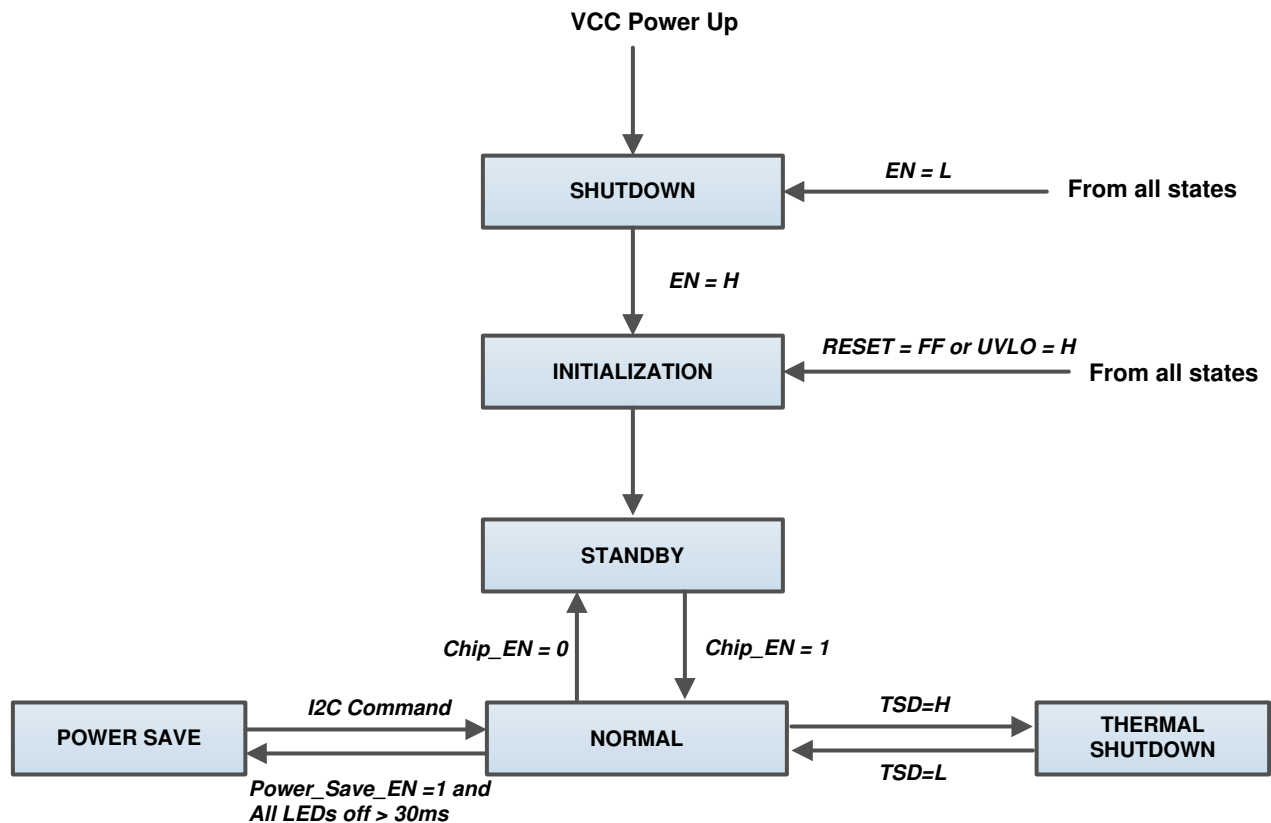 VCC Power Up
SHUTDOWN
EN = L
From all states
EN = H
INITIALIZATION
RESET = FF or UVLO = H
From all states
STANDBY
Chip_EN = 0
Chip_EN = 1
POWER SAVE
I2C Command
NORMAL
TSD=H
THERMAL
SHUTDOWN
TSD=L
Power_Save_EN =1 and
All LEDs off > 30ms